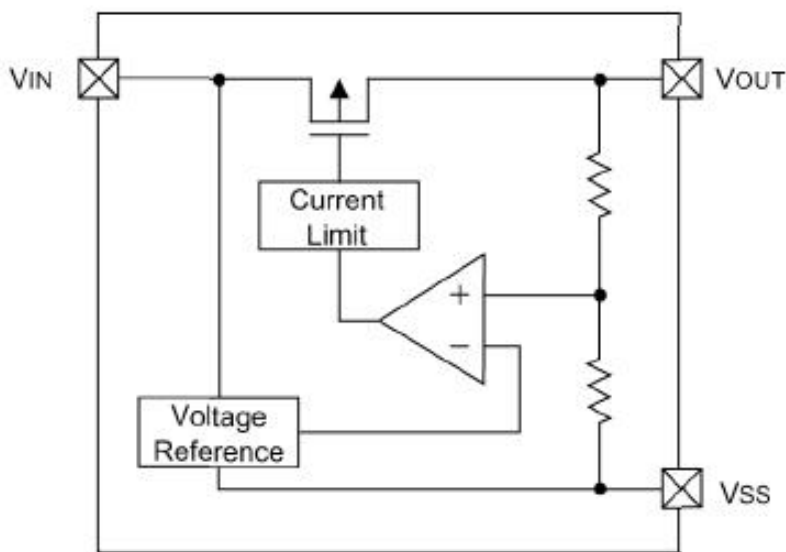 VIN
VOUT
Current
Limit
+
−
Voltage
Reference
VSS